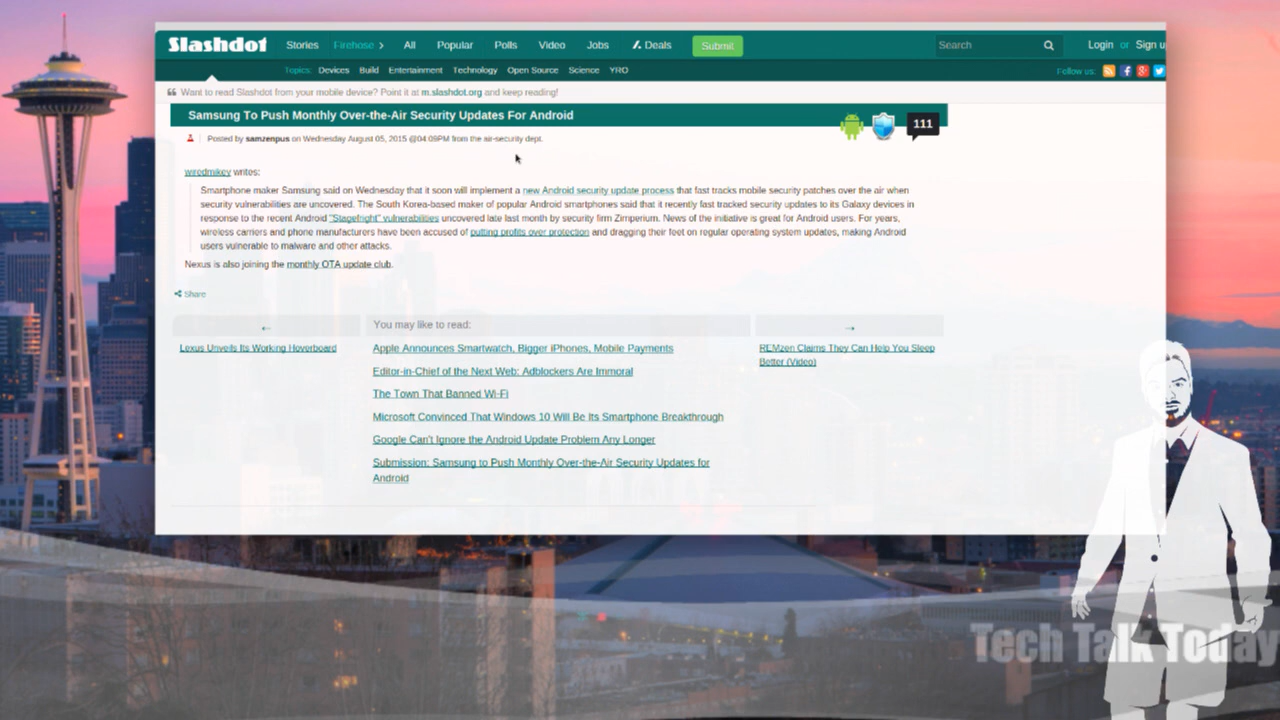 Slashdot Stories Firehose > All Popular Polls Video Jobs Deals Submit Search Login or Sign u
Topics: Devices Build Entertainment Technology Open Source Science YRO Follow us:
Want to read Slashdot from your mobile device? Point it at m.slashdot.org and keep reading!
Samsung To Push Monthly Over-the-Air Security Updates For Android
111
Posted by samzenpus on Wednesday August 05, 2015 @04:09PM from the air-security dept.
wiredmikey writes:
Smartphone maker Samsung said on Wednesday that it soon will implement a new Android security update process that fast tracks mobile security patches over the air when
security vulnerabilities are uncovered. The South Korea-based maker of popular Android smartphones said that it recently fast tracked security updates to its Galaxy devices in
response to the recent Android "Stagefright" vulnerabilities uncovered late last month by security firm Zimperium. News of the initiative is great for Android users. For years,
wireless carriers and phone manufacturers have been accused of putting profits over protection and dragging their feet on regular operating system updates, making Android
users vulnerable to malware and other attacks.
Nexus is also joining the monthly OTA update club.
Share
← You may like to read: →
Lexus Unveils Its Working Hoverboard
Apple Announces Smartwatch, Bigger iPhones, Mobile Payments
Editor-in-Chief of the Next Web: Adblockers Are Immoral
The Town That Banned Wi-Fi
Microsoft Convinced That Windows 10 Will Be Its Smartphone Breakthrough
Google Can't Ignore the Android Update Problem Any Longer
Submission: Samsung to Push Monthly Over-the-Air Security Updates for
Android
REMzen Claims They Can Help You Sleep
Better (Video)
Tech Talk Today